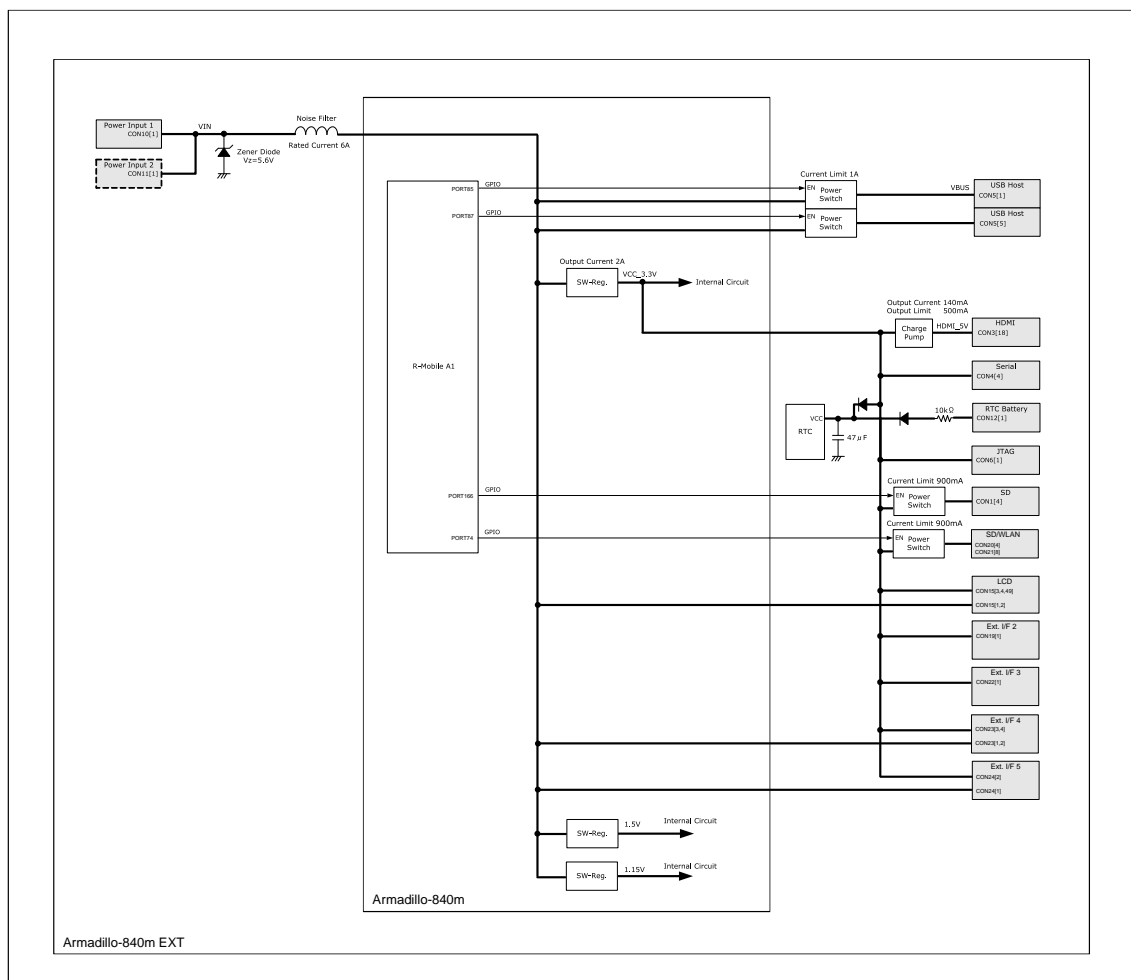 Power Input 1
CON10[1]
Power Input 2
CON11[1]
VIN
Zener Diode
Vz=5.6V
Noise Filter
Rated Current 6A
PORT85
GPIO
PORT87
GPIO
R-Mobile A1
PORT166
GPIO
PORT74
GPIO
Current Limit 1A
EN
Power
Switch
EN
Power
Switch
VBUS
USB Host
CON5[1]
USB Host
CON5[5]
Output Current 2A
SW-Reg.
VCC_3.3V
Internal Circuit
Output Current 140mA
Output Limit 500mA
Charge
Pump
HDMI_5V
HDMI
CON3[18]
Serial
CON4[4]
RTC
VCC
47μF
10kΩ
RTC Battery
CON12[1]
JTAG
CON6[1]
Current Limit 900mA
EN
Power
Switch
SD
CON1[4]
Current Limit 900mA
EN
Power
Switch
SD/WLAN
CON20[4]
CON21[8]
LCD
CON15[3,4,49]
CON15[1,2]
Ext. I/F 2
CON19[1]
Ext. I/F 3
CON22[1]
Ext. I/F 4
CON23[3,4]
CON23[1,2]
Ext. I/F 5
CON24[2]
CON24[1]
SW-Reg.
1.5V
Internal Circuit
SW-Reg.
1.15V
Internal Circuit
Armadillo-840m
Armadillo-840m EXT